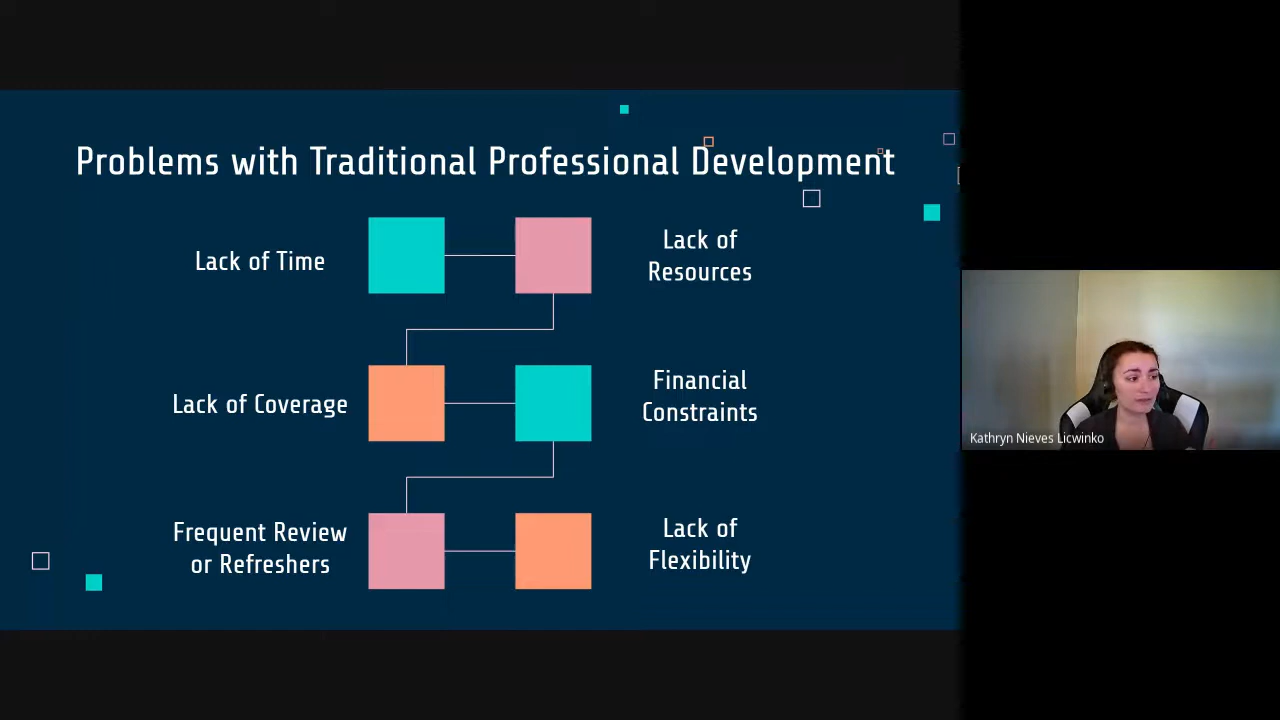 Problems with Traditional Professional Development
Lack of Time
Lack of
Resources
Lack of Coverage
Financial
Constraints
Frequent Review
or Refreshers
Lack of
Flexibility
Kathryn Nieves Licwinko